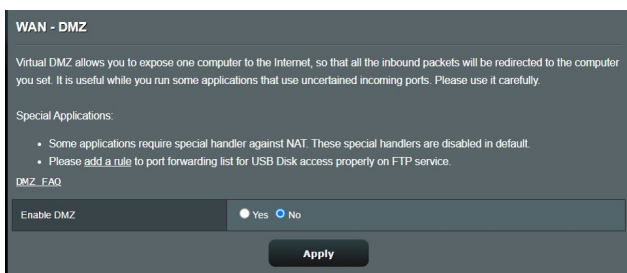 WAN - DMZ
Virtual DMZ allows you to expose one computer to the Internet, so that all the inbound packets will be redirected to the computer
you set. It is useful while you run some applications that use uncertained incoming ports. Please use it carefully.
Special Applications:
• Some applications require special handler against NAT. These special handlers are disabled in default.
• Please add a rule to port forwarding list for USB Disk access properly on FTP service.
DMZ FAQ
Enable DMZ Yes No
Apply